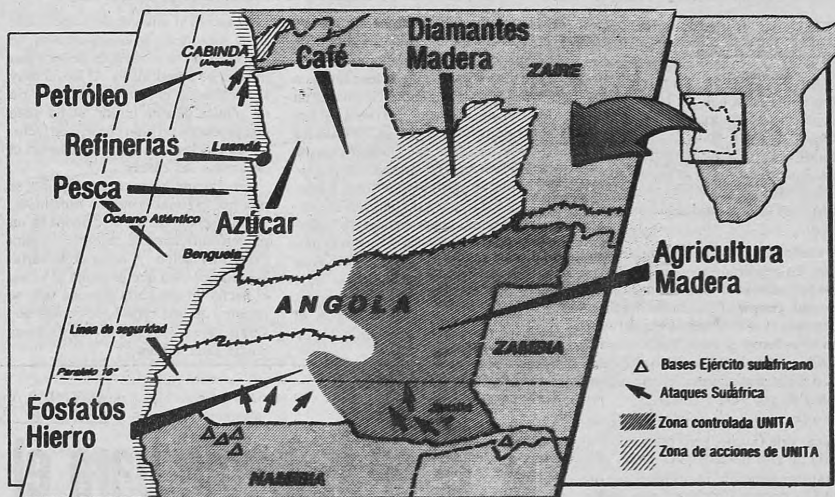 CABINDA
(Angola)
Café
Diamantes
Madera
ZAIRE
Petróleo
Refinerías
Luanda
Pesca
Océano Atlántico
Azúcar
Benguela
Agricultura
Madera
ANGOLA
Línea de seguridad
ZAMBIA
Paralelo 16°
Bases Ejército sudafricano
Ataques Sudáfrica
Fosfatos
Hierro
Zona controlada UNITA
Zona de acciones de UNITA
NAMIBIA